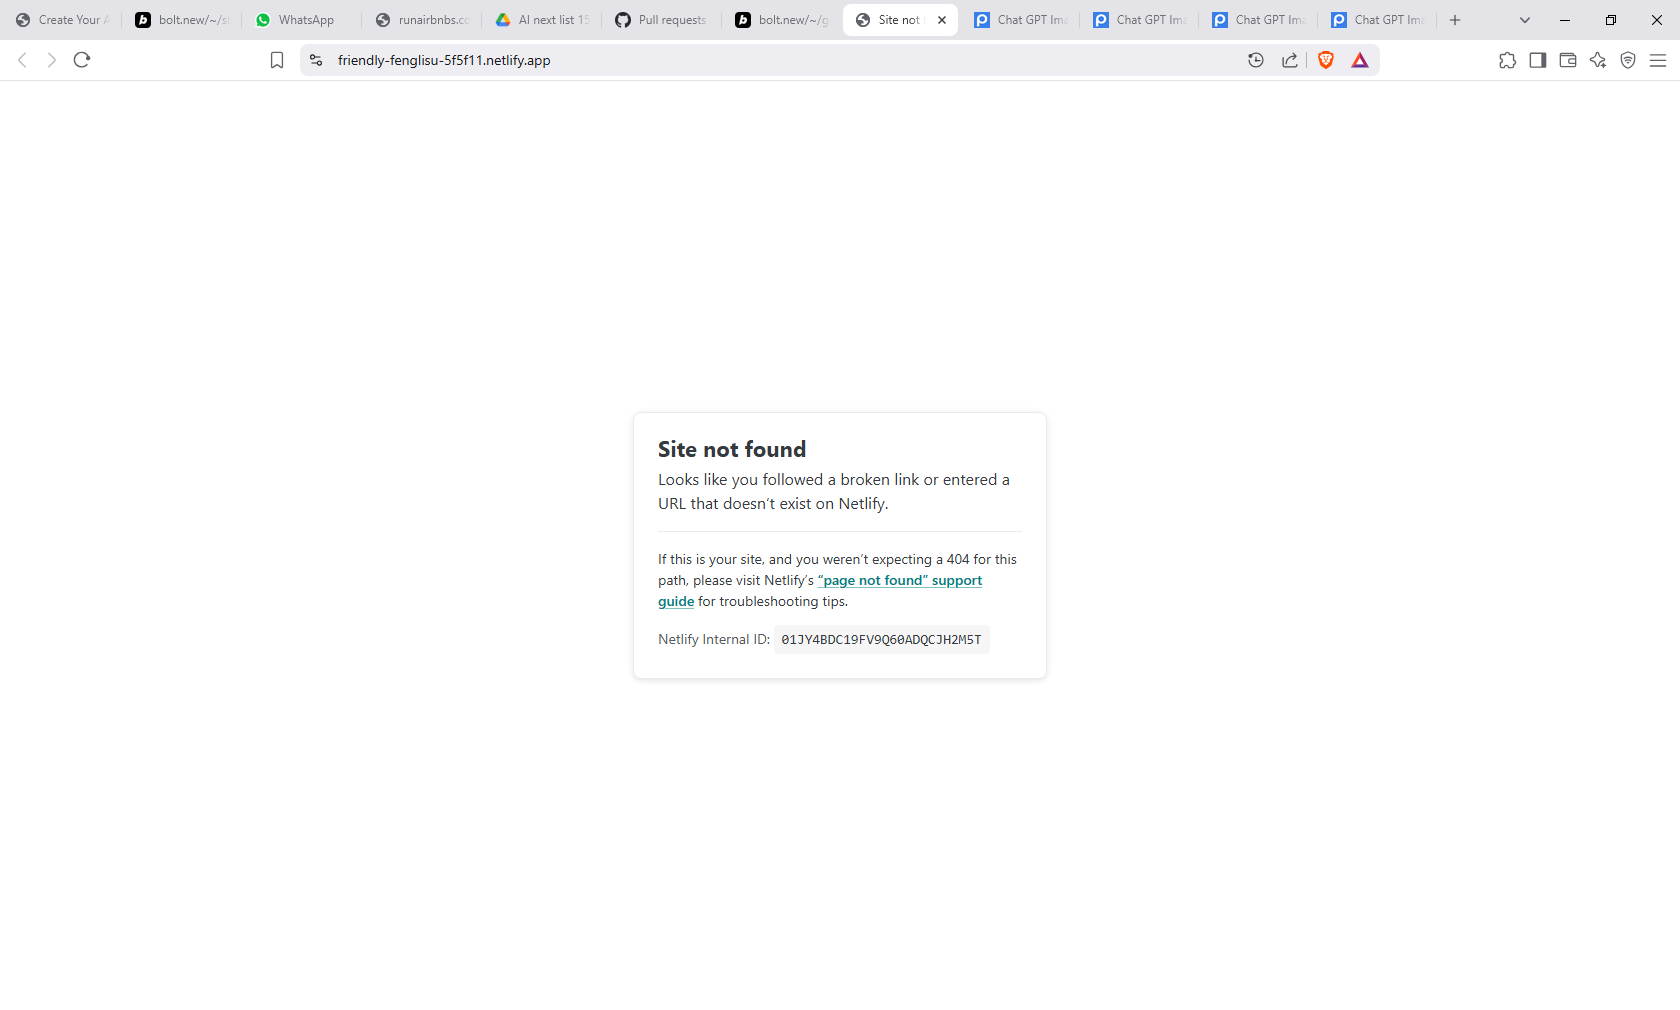 Create Your A
bolt.new/~/sl
WhatsApp
runairbnbs.co
AI next list 15
Pull requests
bolt.new/~/g
Site not
Chat GPT Ima
Chat GPT Ima
Chat GPT Ima
Chat GPT Ima
friendly-fenglisu-5f5f11.netlify.app
Site not found
Looks like you followed a broken link or entered a
URL that doesn’t exist on Netlify.
If this is your site, and you weren’t expecting a 404 for this
path, please visit Netlify’s “page not found” support
guide for troubleshooting tips.
Netlify Internal ID: 01JY4BDC19FV9Q60ADQCJH2M5T